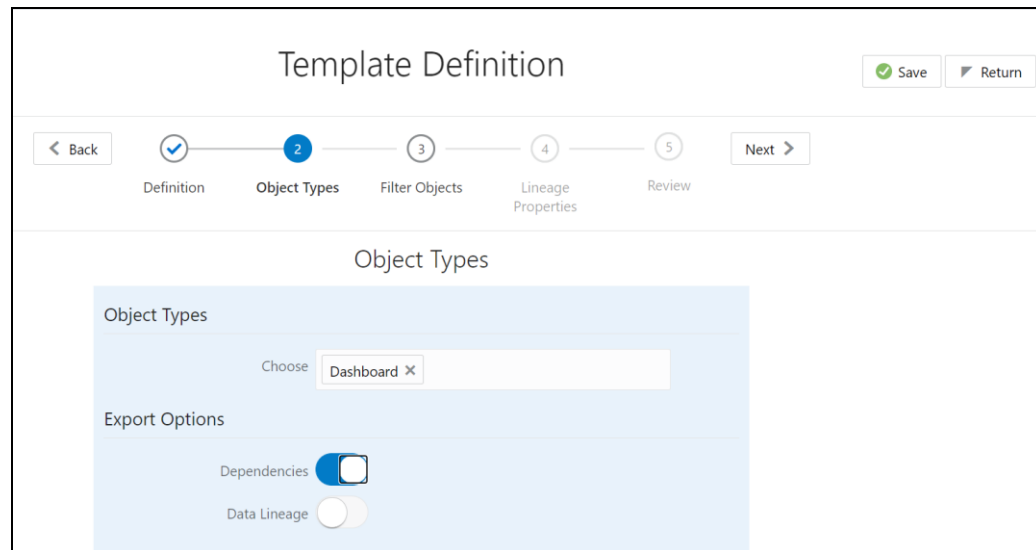 Template Definition
Save
Return
Back
2
3
4
5
Next
Definition
Object Types
Filter Objects
Lineage
Properties
Review
Object Types
Object Types
Choose
Dashboard
Export Options
Dependencies
Data Lineage